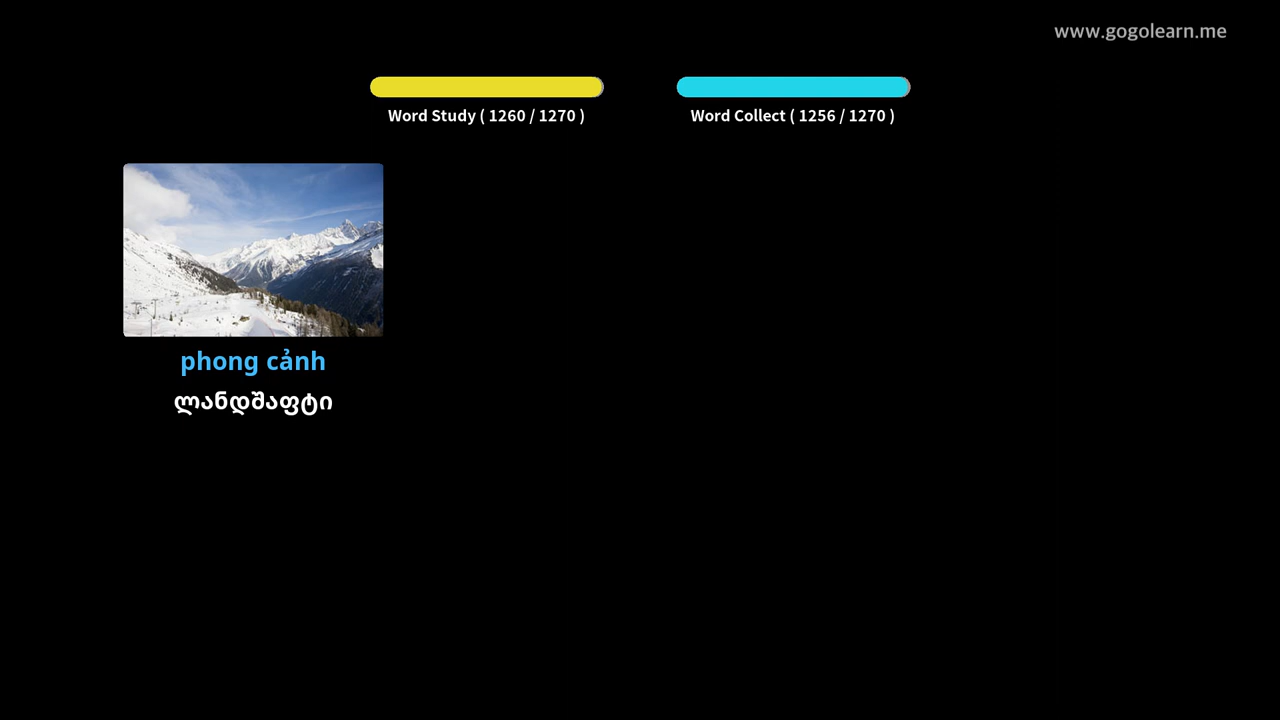 www.gogolearn.me
Word Study ( 1260 / 1270 )
Word Collect ( 1256 / 1270 )
phong cảnh
ლანდშაფტი